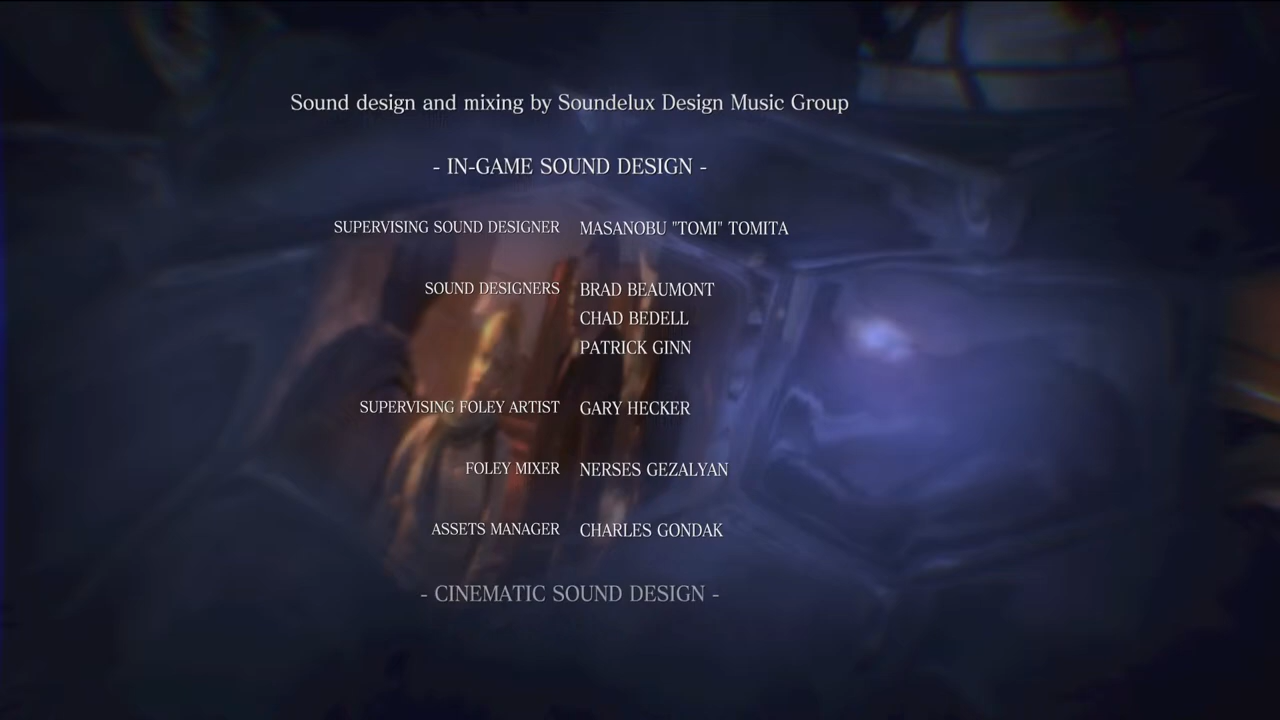 Sound design and mixing by Soundelux Design Music Group
- IN-GAME SOUND DESIGN -
SUPERVISING SOUND DESIGNER MASANOBU "TOMI" TOMITA
SOUND DESIGNERS BRAD BEAUMONT
CHAD BEDELL
PATRICK GINN
SUPERVISING FOLEY ARTIST GARY HECKER
FOLEY MIXER NERSES GEZALYAN
ASSETS MANAGER CHARLES GONDAK
- CINEMATIC SOUND DESIGN -